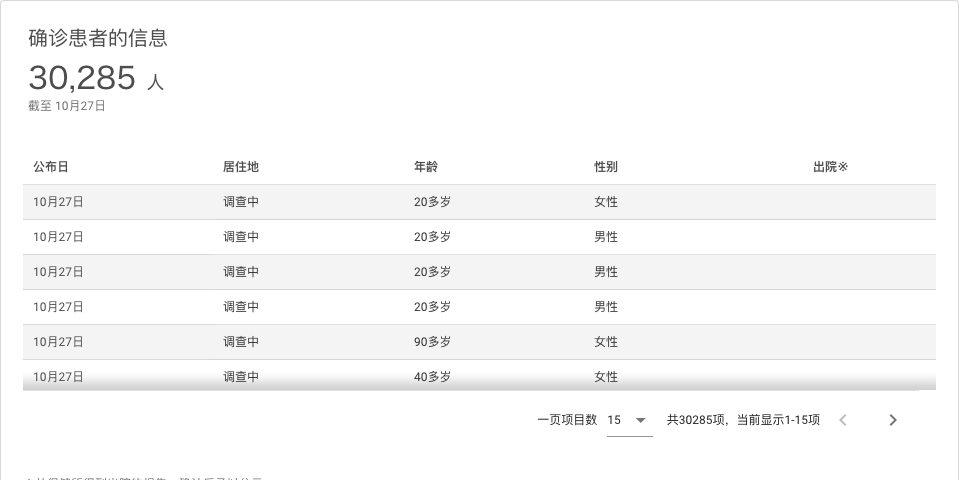 确诊患者的信息
30,285 人
截至 10月27日
公布日 居住地 年龄 性别 出院※
10月27日 调查中 20多岁 女性
10月27日 调查中 20多岁 男性
10月27日 调查中 20多岁 男性
10月27日 调查中 20多岁 男性
10月27日 调查中 90多岁 女性
10月27日 调查中 40多岁 女性
一页项目数 15 共30285项，当前显示1-15项